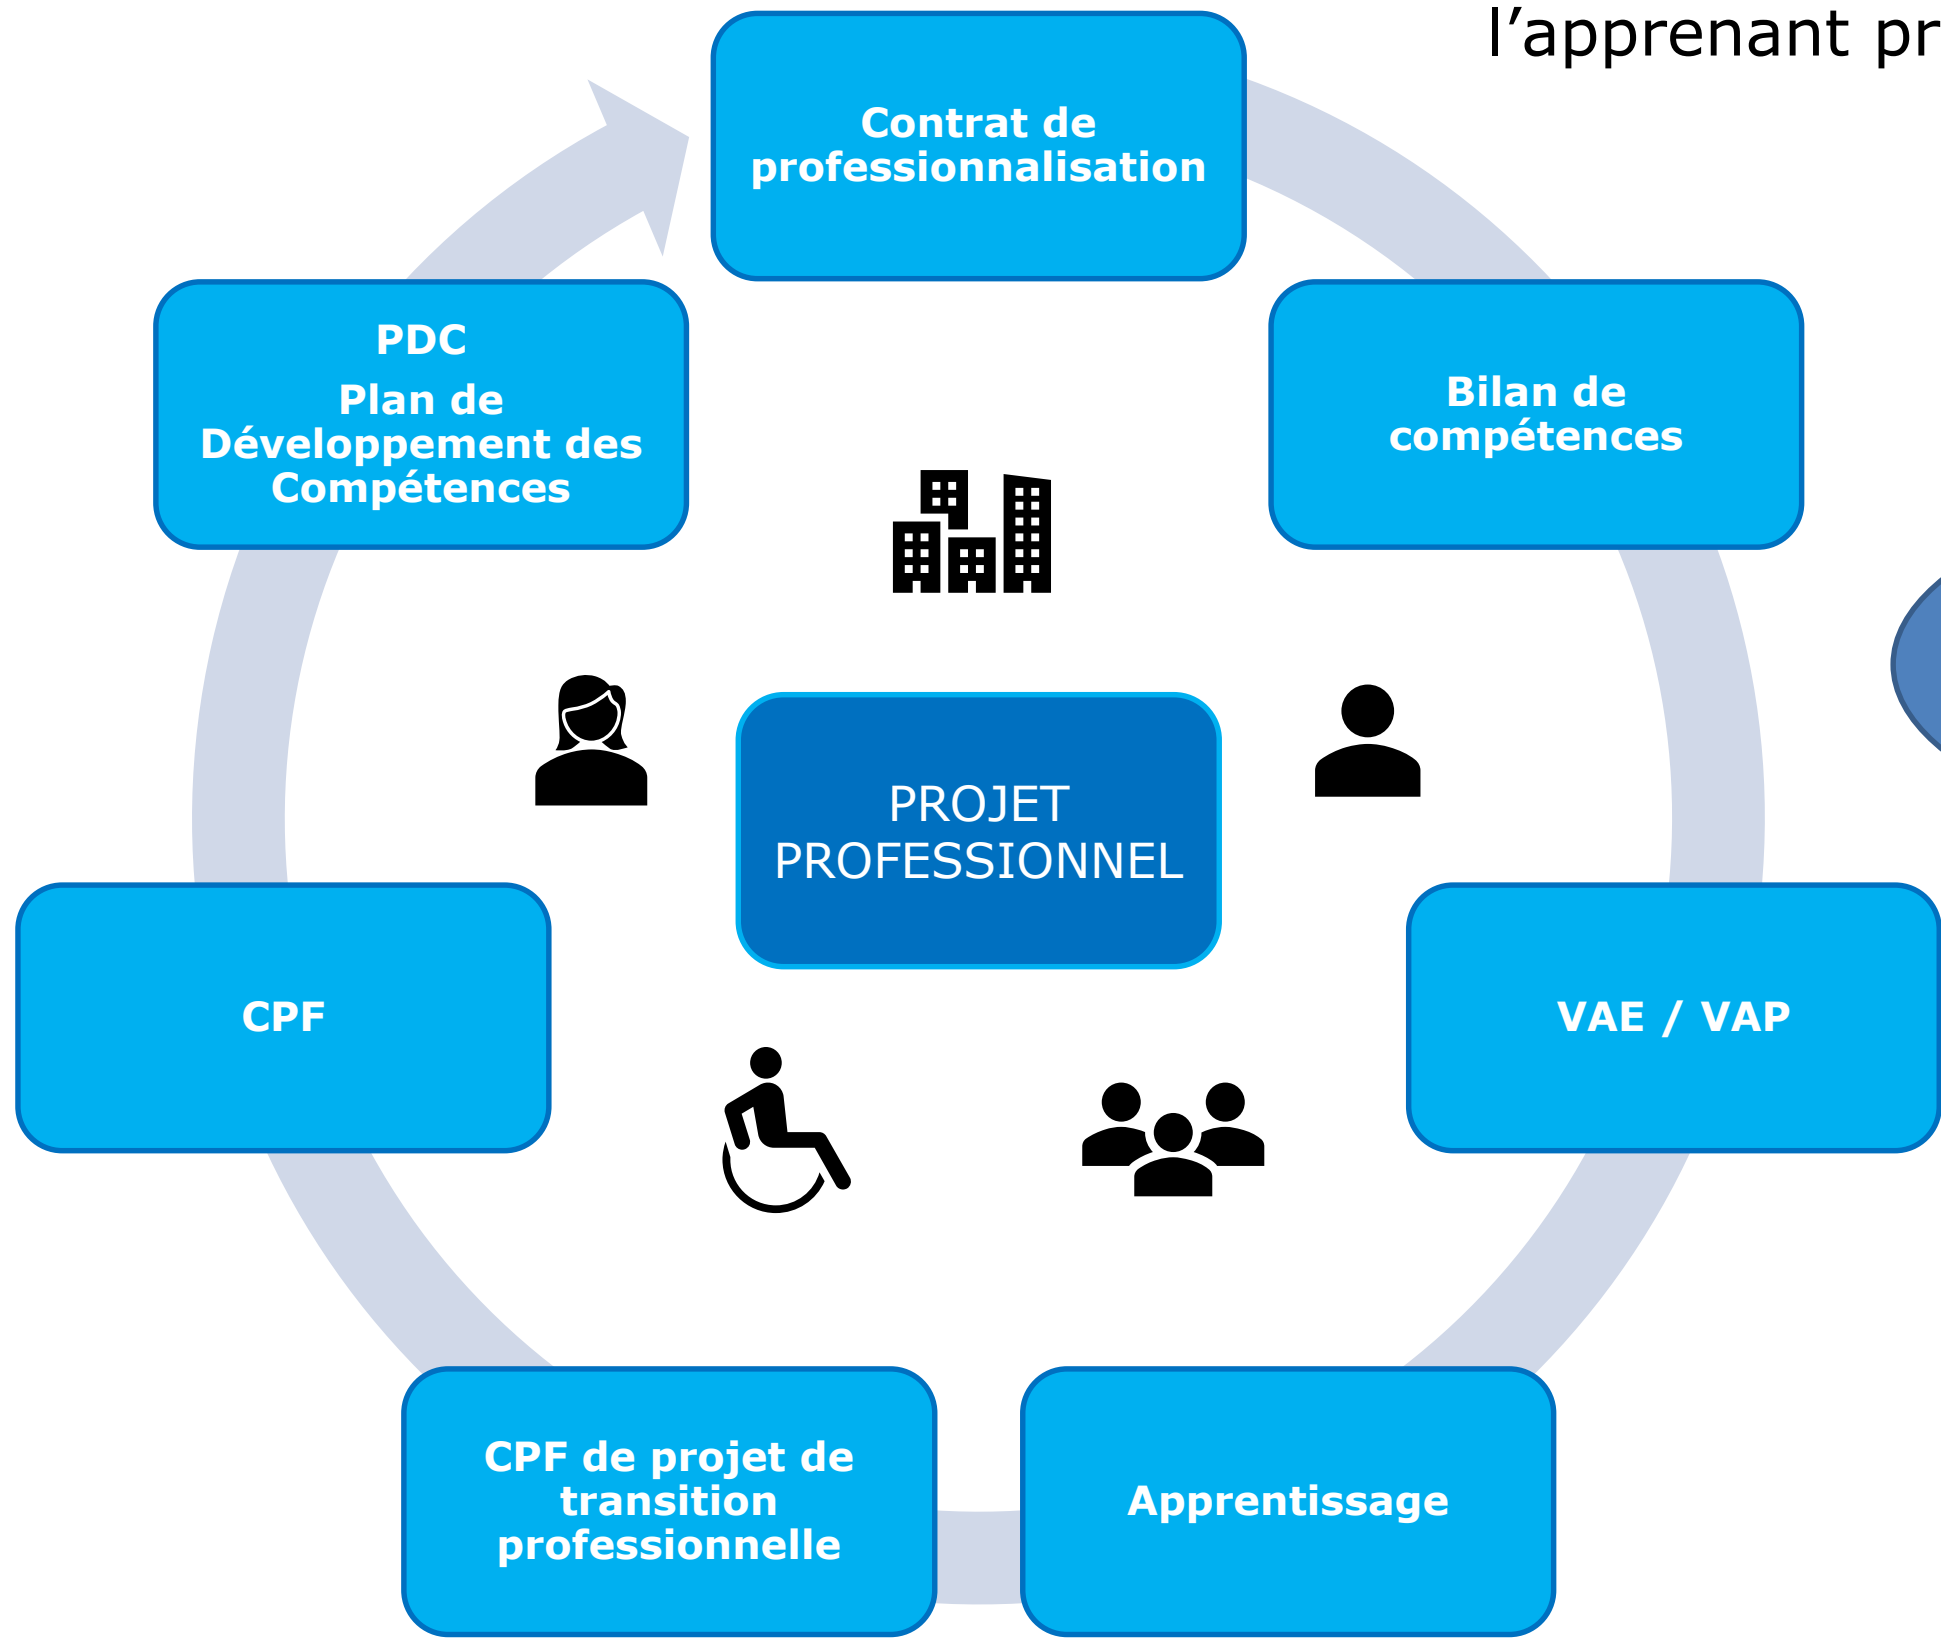 l’apprenant
Contrat de
professionnalisation
PDC
Plan de
Développement des
Compétences
Bilan de
compétences
PROJET
PROFESSIONNEL
CPF
VAE / VAP
CPF de projet de
transition
professionnelle
Apprentissage